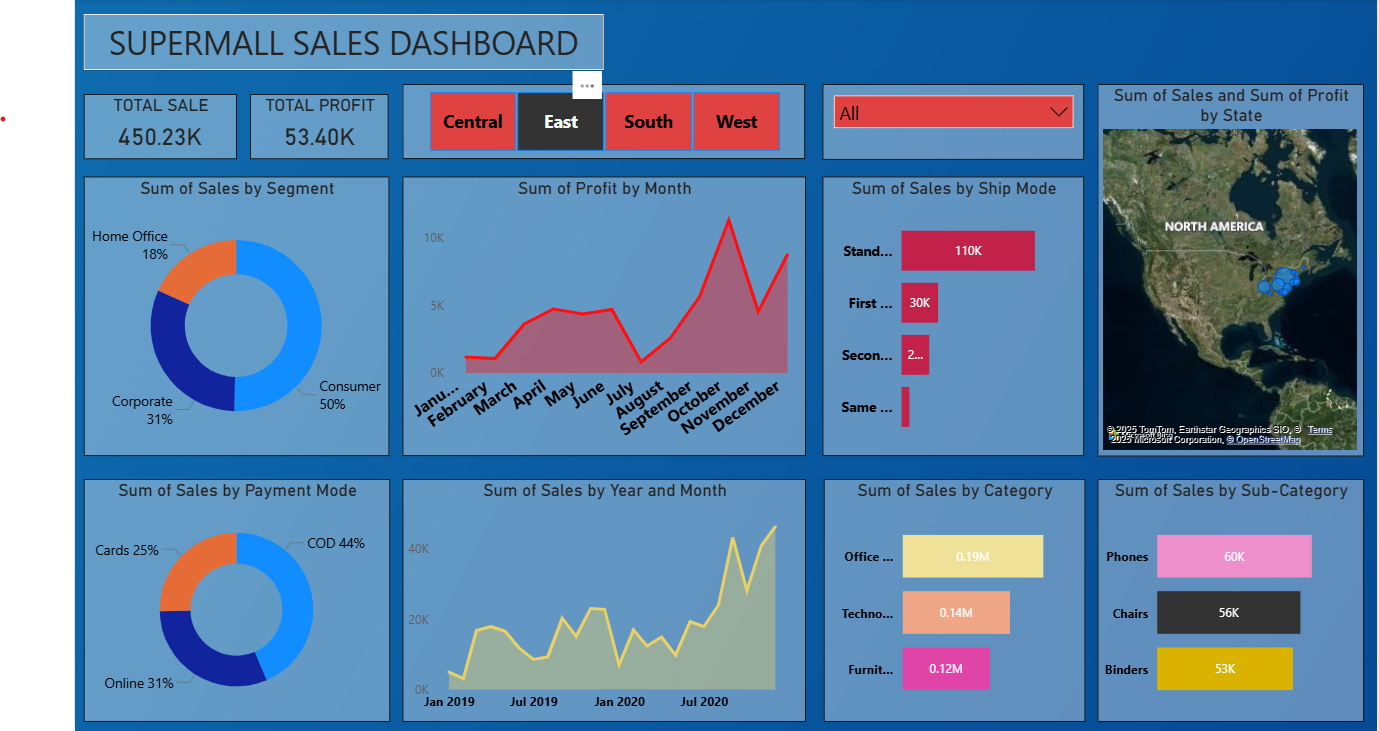 SUPERMALL SALES DASHBOARD
TOTAL SALE
450.23K
TOTAL PROFIT
53.40K
Central
East
South
West
All
Sum of Sales and Sum of Profit
by State
NORTH AMERICA
© 2025 TomTom, Earthstar Geographics SIO, © 
2025 Microsoft Corporation, © OpenStreetMap
Terms
Sum of Sales by Segment
Home Office
18%
Corporate
31%
Consumer
50%
Sum of Profit by Month
10K
5K
0K
Janu...
February
March
April
May
June
July
August
September
October
November
December
Sum of Sales by Ship Mode
Stand...
110K
First ...
30K
Secon...
2...
Same ...
Sum of Sales by Payment Mode
Cards 25%
COD 44%
Online 31%
Sum of Sales by Year and Month
40K
20K
0K
Jan 2019
Jul 2019
Jan 2020
Jul 2020
Sum of Sales by Category
Office ...
0.19M
Techno...
0.14M
Furnit...
0.12M
Sum of Sales by Sub-Category
Phones
60K
Chairs
56K
Binders
53K